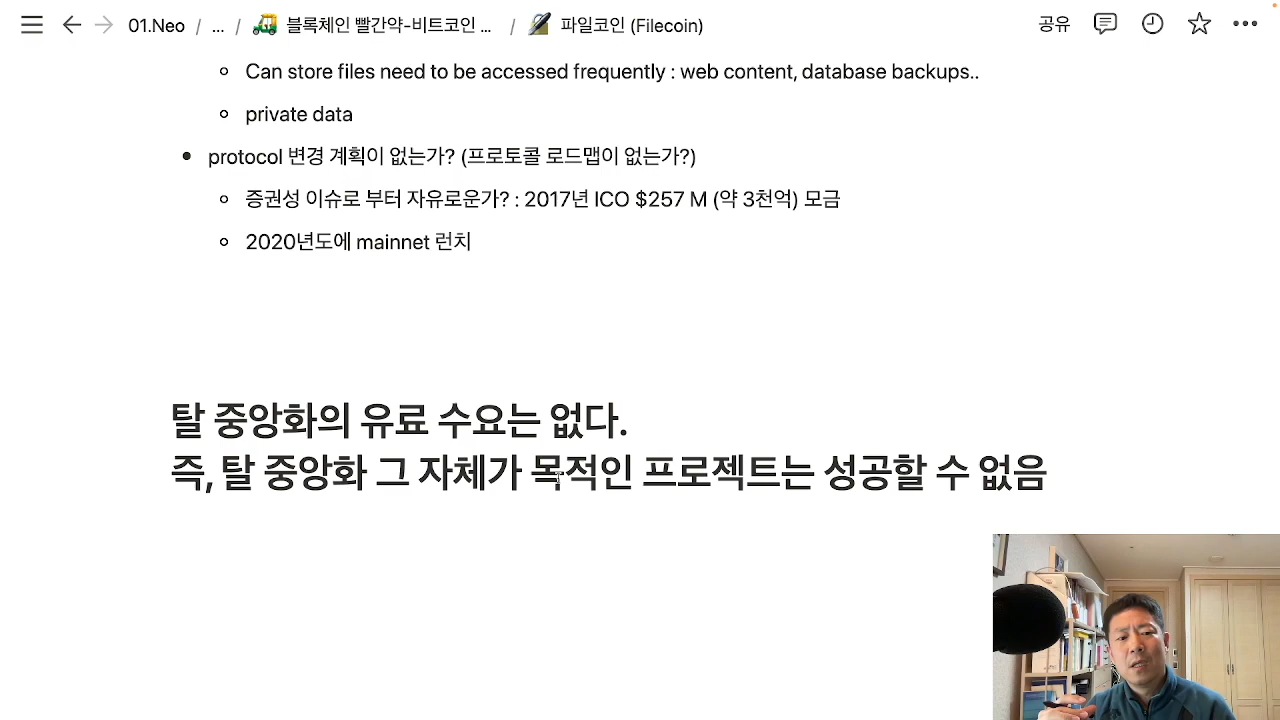 01.Neo / ... / 블록체인 빨간약-비트코인 ... / 파일코인 (Filecoin) 공유
Can store files need to be accessed frequently : web content, database backups..
private data
protocol 변경 계획이 없는가? (프로토콜 로드맵이 없는가?)
증권성 이슈로 부터 자유로운가? : 2017년 ICO $257 M (약 3천억) 모금
2020년도에 mainnet 런치
탈 중앙화의 유료 수요는 없다.
즉, 탈 중앙화 그 자체가 목적인 프로젝트는 성공할 수 없음